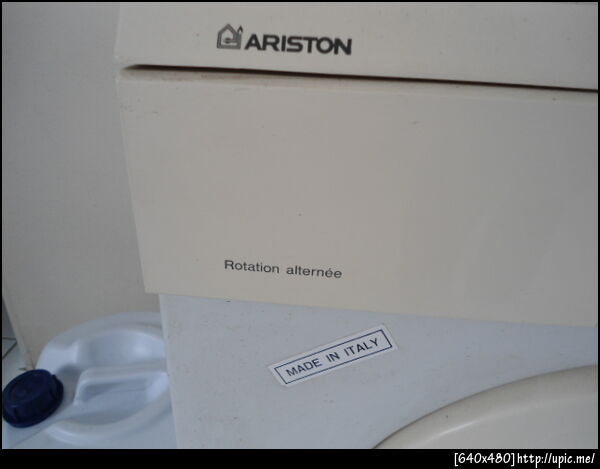 ARISTON
Rotation alternée
MADE IN ITALY
[640x480]http://upic.me/